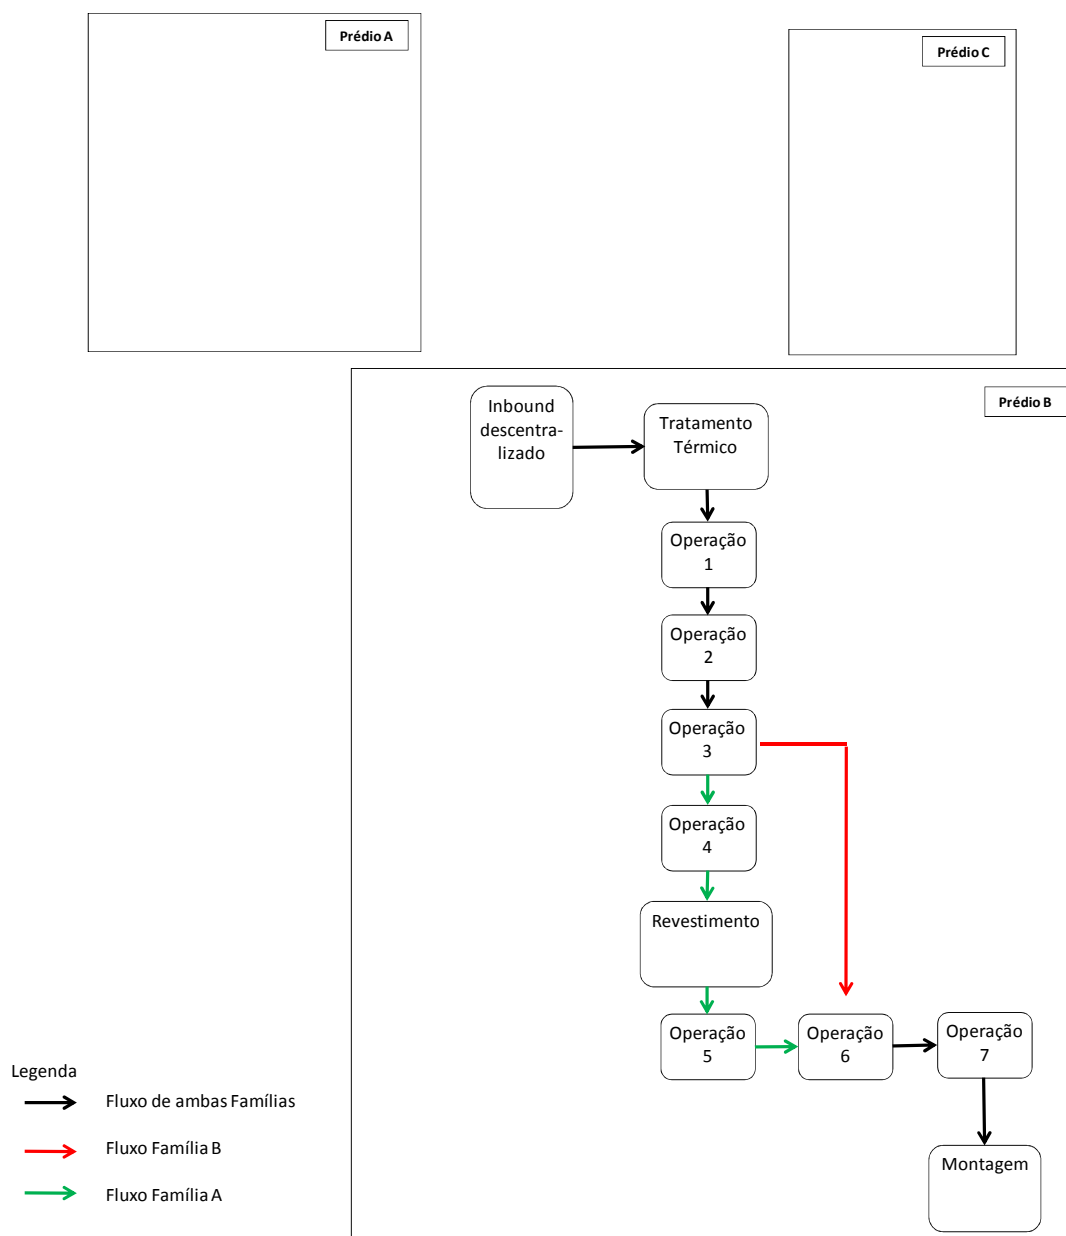 Prédio A
Prédio C
Prédio B
Inbound
descentra-
lizado
Tratamento
Térmico
Operação
1
Operação
2
Operação
3
Operação
4
Revestimento
Operação
5
Operação
6
Operação
7
Montagem
Legenda
Fluxo de ambas Famílias
Fluxo Família B
Fluxo Família A